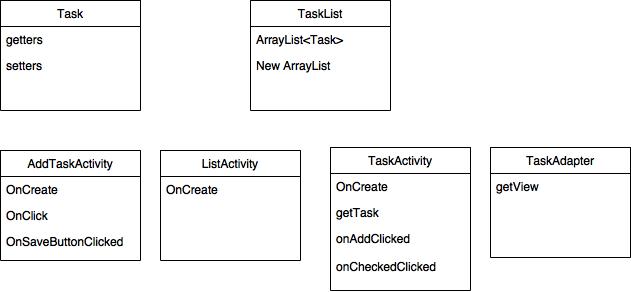 Task
getters
setters
TaskList
ArrayList<Task>
New ArrayList
AddTaskActivity
OnCreate
OnClick
OnSaveButtonClicked
ListActivity
OnCreate
TaskActivity
OnCreate
getTask
onAddClicked
onCheckedClicked
TaskAdapter
getView